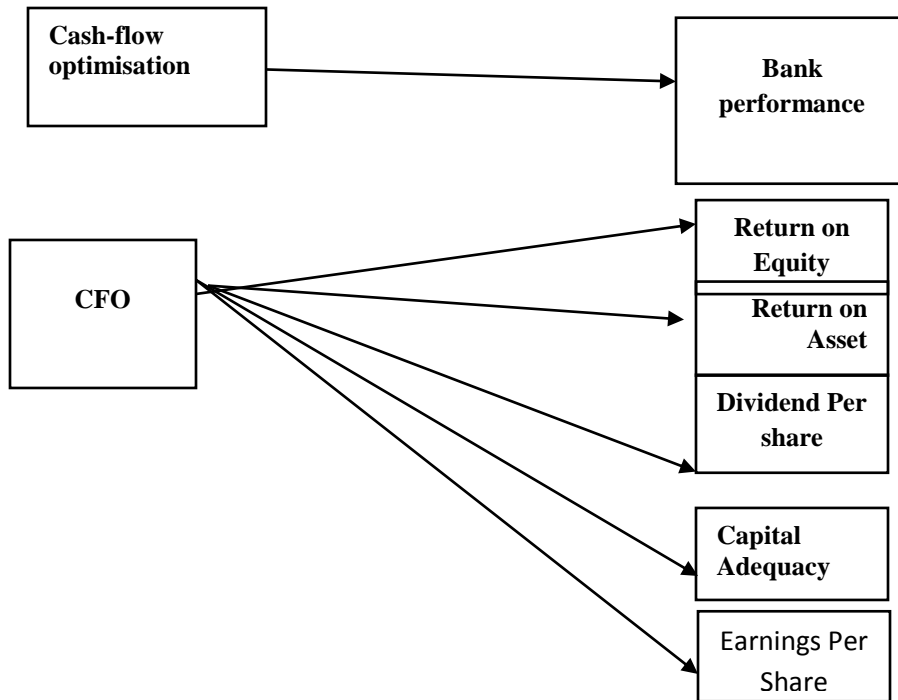 Cash-flow
optimisation
Bank
performance
CFO
Return on
Equity
Return on
Asset
Dividend Per
share
Capital
Adequacy
Earnings Per
Share